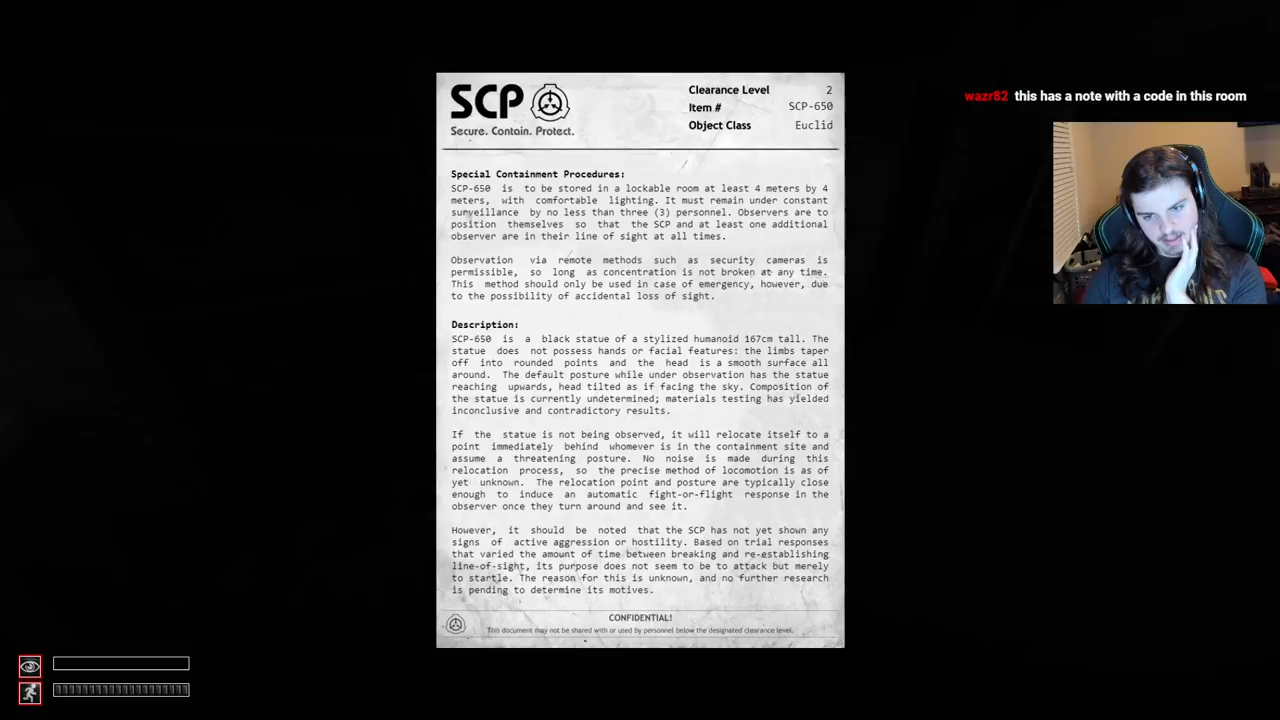 SCP
Secure. Contain. Protect.
Clearance Level 2
Item # SCP-650
Object Class Euclid
wazr82 this has a note with a code in this room
Special Containment Procedures:
SCP-650 is to be stored in a lockable room at least 4 meters by 4
meters, with comfortable lighting. It must remain under constant
surveillance by no less than three (3) personnel. Observers are to
position themselves so that the SCP and at least one additional
observer are in their line of sight at all times.
Observation via remote methods such as security cameras is
permissible, so long as concentration is not broken at any time.
This method should only be used in case of emergency, however, due
to the possibility of accidental loss of sight.
Description:
SCP-650 is a black statue of a stylized humanoid 167cm tall. The
statue does not possess hands or facial features: the limbs taper
off into rounded points and the head is a smooth surface all
around. The default posture while under observation has the statue
reaching upwards, head tilted as if facing the sky. Composition of
the statue is currently undetermined; materials testing has yielded
inconclusive and contradictory results.
If the statue is not being observed, it will relocate itself to a
point immediately behind whomever is in the containment site and
assume a threatening posture. No noise is made during this
relocation process, so the precise method of locomotion is as of
yet unknown. The relocation point and posture are typically close
enough to induce an automatic fight-or-flight response in the
observer once they turn around and see it.
However, it should be noted that the SCP has not yet shown any
signs of active aggression or hostility. Based on trial responses
that varied the amount of time between breaking and re-establishing
line-of-sight, its purpose does not seem to be to attack but merely
to startle. The reason for this is unknown, and no further research
is pending to determine its motives.
CONFIDENTIAL!
This document may not be shared with or used by personnel below the designated clearance level.